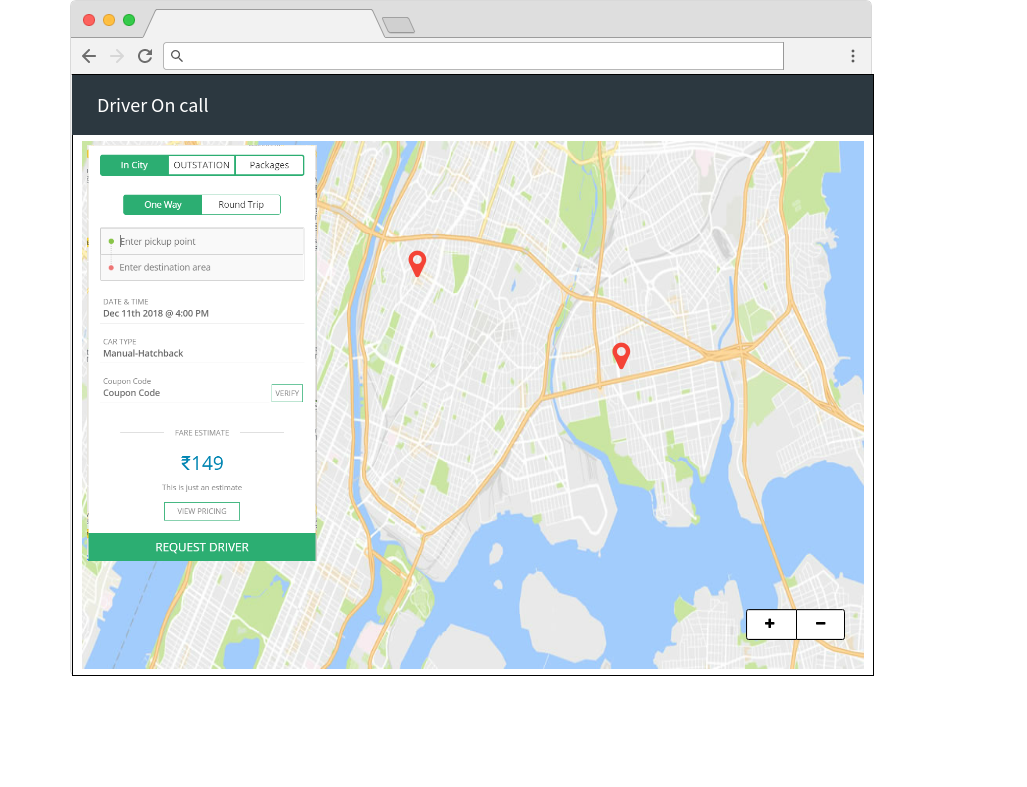 Driver On call
In City OUTSTATION Packages
One Way Round Trip
Enter pickup point
Enter destination area
DATE & TIME
Dec 11th 2018 @ 4:00 PM
CAR TYPE
Manual-Hatchback
Coupon Code
Coupon Code VERIFY
FARE ESTIMATE
₹149
This is just an estimate
VIEW PRICING
REQUEST DRIVER
+ −